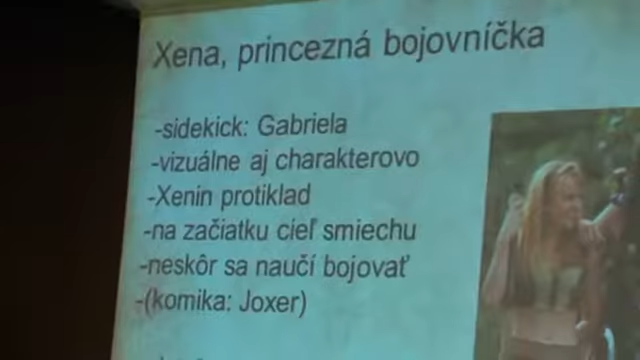 Xena, princezná bojovníčka
-sidekick: Gabriela
-vizuálne aj charakterovo
-Xenin protiklad
-na začiatku cieľ smiechu
-neskôr sa naučí bojovať
-(komika: Joxer)